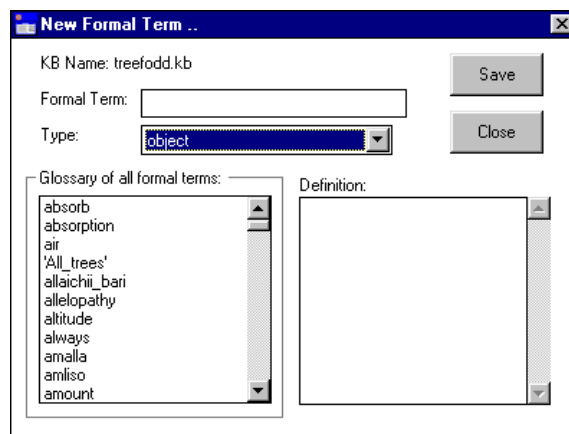 New Formal Term ..
KB Name: treefodd.kb
Save
Formal Term:
Type:
object
Close
Glossary of all formal terms:
absorb
absorption
air
'All_trees'
allaichii_bari
allelopathy
altitude
always
amalla
amliso
amount
Definition: